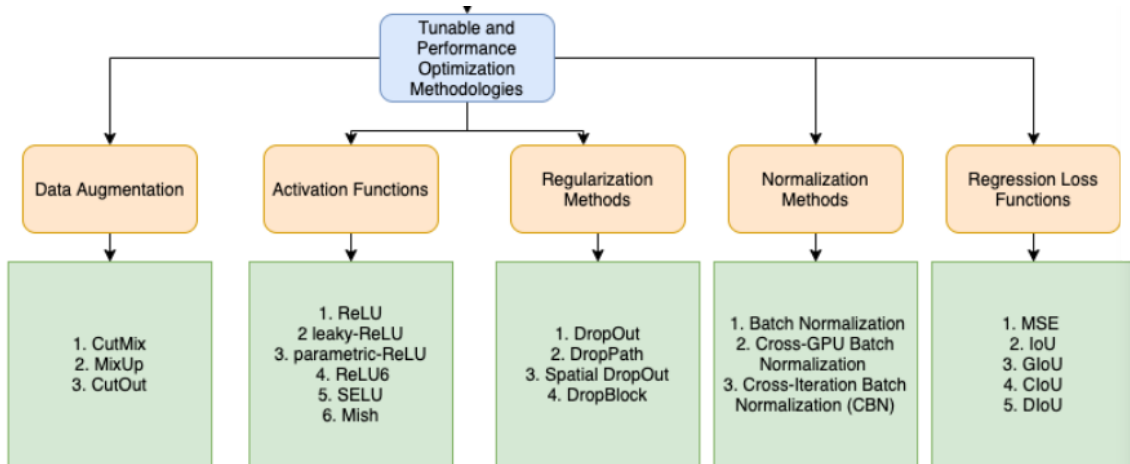 Tunable and
Performance
Optimization
Methodologies
Data Augmentation
Activation Functions
Regularization
Methods
Normalization
Methods
Regression Loss
Functions
1. CutMix
2. MixUp
3. CutOut
1. ReLU
2 leaky-ReLU
3. parametric-ReLU
4. ReLU6
5. SELU
6. Mish
1. DropOut
2. DropPath
3. Spatial DropOut
4. DropBlock
1. Batch Normalization
2. Cross-GPU Batch
Normalization
3. Cross-Iteration Batch
Normalization (CBN)
1. MSE
2. IoU
3. GIoU
4. CIoU
5. DIoU